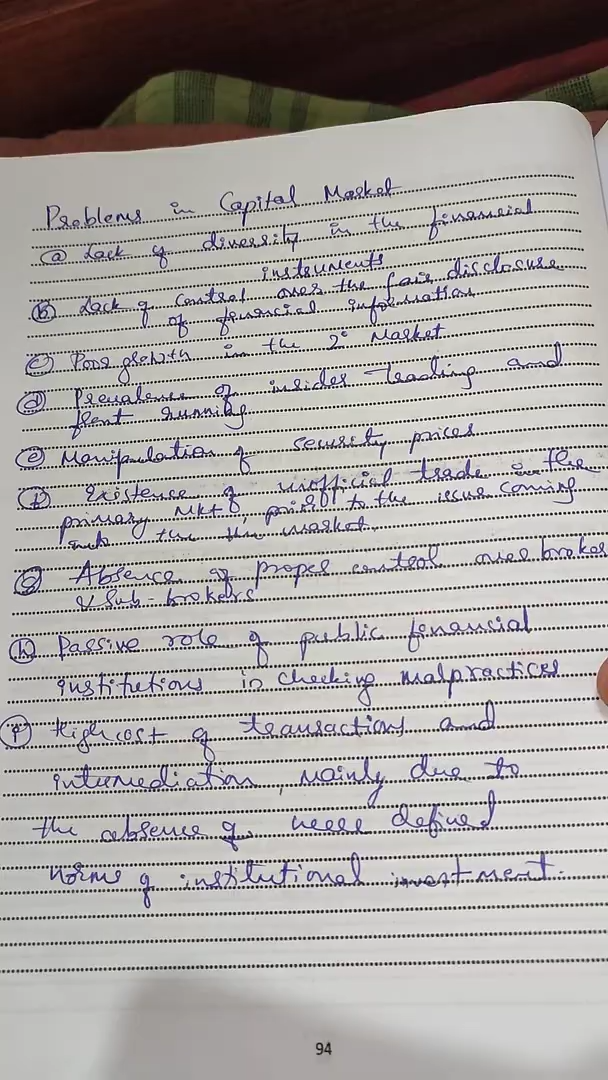 Problems in Capital Market
(a) Lack of diversity in the financial
instruments
(b) Lack of control over the fair disclosure
of financial information
(c) Poor growth in the 2° Market
(d) Prevalence of insider trading and
front running
(e) Manipulation of security prices
(f) Existence of unofficial trade in the
primary Mkt, prior to the issue coming
into the market.
(g) Absence of proper control over broker
& Sub-brokers
(h) Passive role of public financial
institutions in checking malpractices
High cost of transactions and
intermediation, mainly due to
the absence of well defined
norms of institutional investment.
94